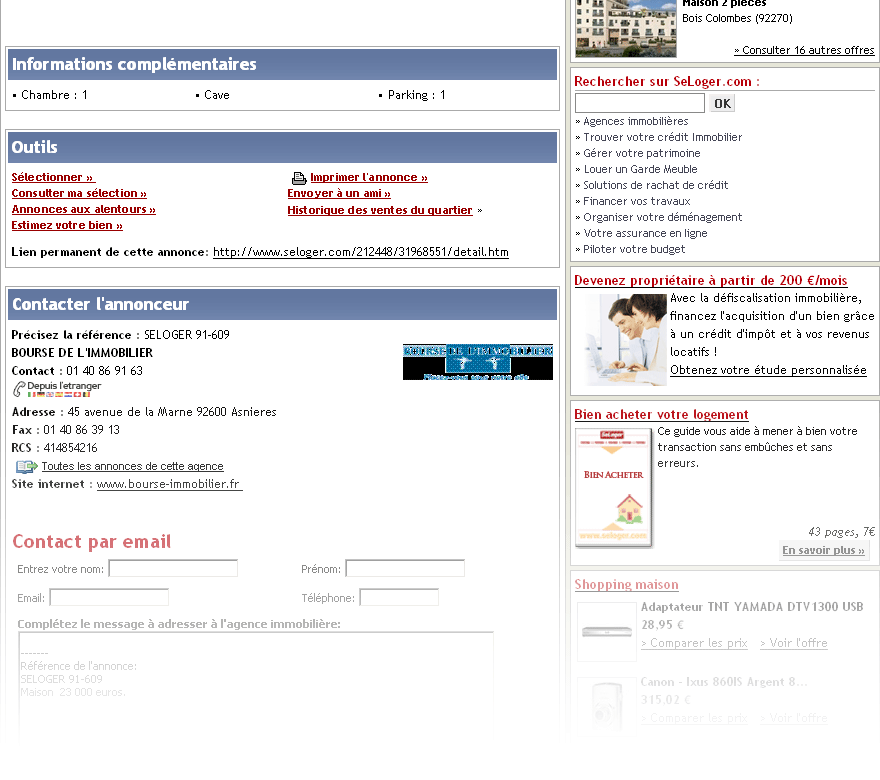 Informations complémentaires
• Chambre : 1
• Cave
• Parking : 1
Outils
Sélectionner »
Consulter ma sélection »
Annonces aux alentours »
Estimez votre bien »
Imprimer l'annonce »
Envoyer à un ami »
Historique des ventes du quartier »
Lien permanent de cette annonce: http://www.seloger.com/212448/31968551/detail.htm
Contacter l'annonceur
Précisez la référence : SELOGER 91-609
BOURSE DE L'IMMOBILIER
Contact : 01 40 86 91 63
Depuis l'etranger
Adresse : 45 avenue de la Marne 92600 Asnieres
Fax : 01 40 86 39 13
RCS : 414854216
Toutes les annonces de cette agence
Site internet : www.bourse-immobilier.fr
BOURSE DE L'IMMOBILIER
Contact par email
Entrez votre nom:
Prénom:
Email:
Téléphone:
Complétez le message à adresser à l'agence immobilière:
-------
Référence de l'annonce:
SELOGER 91-609
Maison 23 000 euros.
Maison 2 pièces
Bois Colombes (92270)
» Consulter 16 autres offres
Rechercher sur SeLoger.com :
OK
» Agences immobilières
» Trouver votre crédit Immobilier
» Gérer votre patrimoine
» Louer un Garde Meuble
» Solutions de rachat de crédit
» Financer vos travaux
» Organiser votre déménagement
» Votre assurance en ligne
» Piloter votre budget
Devenez propriétaire à partir de 200 €/mois
Avec la défiscalisation immobilière,
financez l'acquisition d'un bien grâce
à un crédit d'impôt et à vos revenus
locatifs !
Obtenez votre étude personnalisée
Bien acheter votre logement
SeLoger
BIEN ACHETER
www.seloger.com
Ce guide vous aide à mener à bien votre
transaction sans embûches et sans
erreurs.
43 pages, 7€
En savoir plus »
Shopping maison
Adaptateur TNT YAMADA DTV1300 USB
28,95 €
> Comparer les prix > Voir l'offre
Canon - Ixus 860IS Argent 8...
315.02 €
> Comparer les prix > Voir l'offre